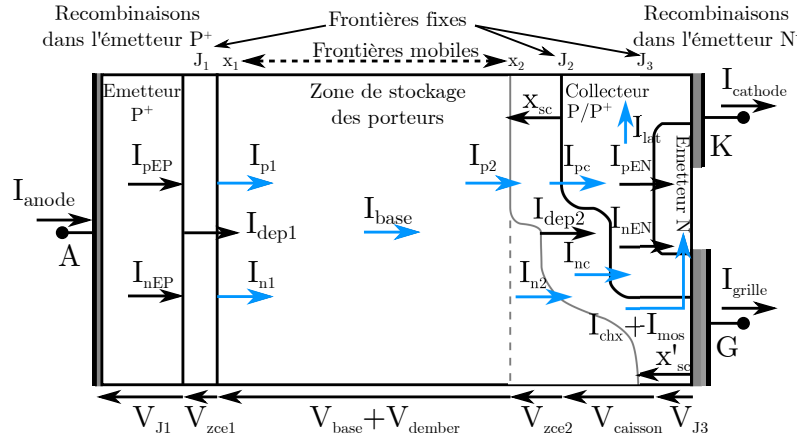 Recombinaisons
dans l'émetteur P+
Frontières fixes
Recombinaisons
dans l'émetteur N+
J1
x1
Frontières mobiles
x2
J2
J3
Emetteur
P+
Zone de stockage
des porteurs
Collecteur
P/P+
xsc
Ilat
Icathode
K
IpEP
Ip1
Ip2
Ipc
IpEN
Emetteur N
Ianode
A
Idep1
Ibase
Idep2
InEN
InEP
In1
In2
Inc
Igrille
Ichx+Imos
G
x'sc
VJ1
Vzce1
Vbase+Vdember
Vzce2
Vcaisson
VJ3